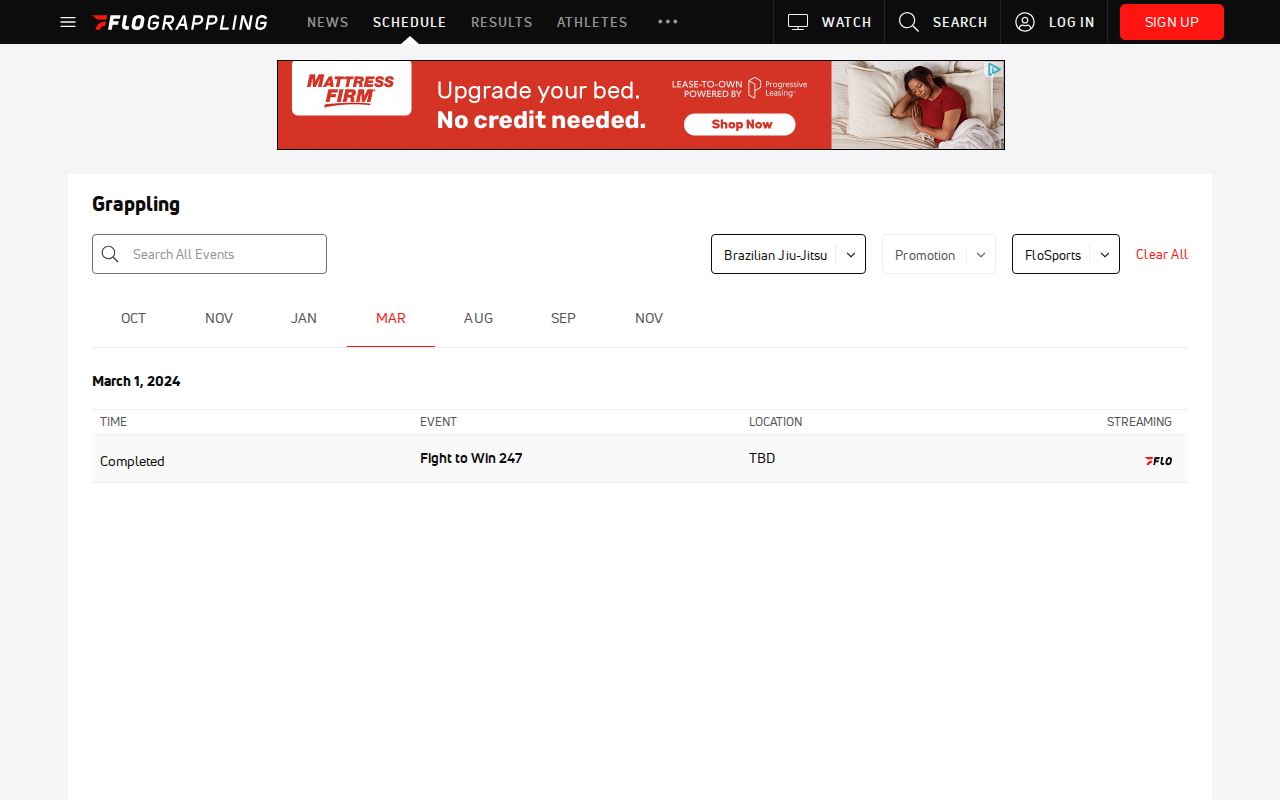 FLOGRAPPLING NEWS SCHEDULE RESULTS ATHLETES WATCH SEARCH LOG IN SIGN UP
MATTRESS FIRM
Upgrade your bed.
No credit needed.
LEASE-TO-OWN
POWERED BY Progressive Leasing
Shop Now
Grappling
Search All Events Brazilian Jiu-Jitsu Promotion FloSports Clear All
OCT NOV JAN MAR AUG SEP NOV
March 1, 2024
TIME EVENT LOCATION STREAMING
Completed Fight to Win 247 TBD FLO